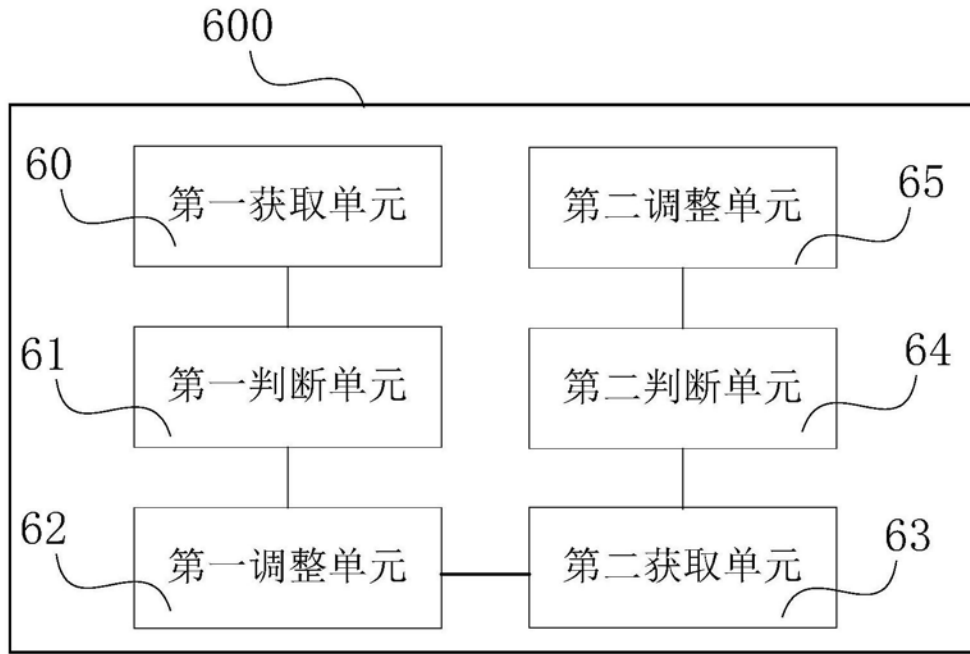 600
60
第一获取单元
第二调整单元
65
61
第一判断单元
第二判断单元
64
62
第一调整单元
第二获取单元
63